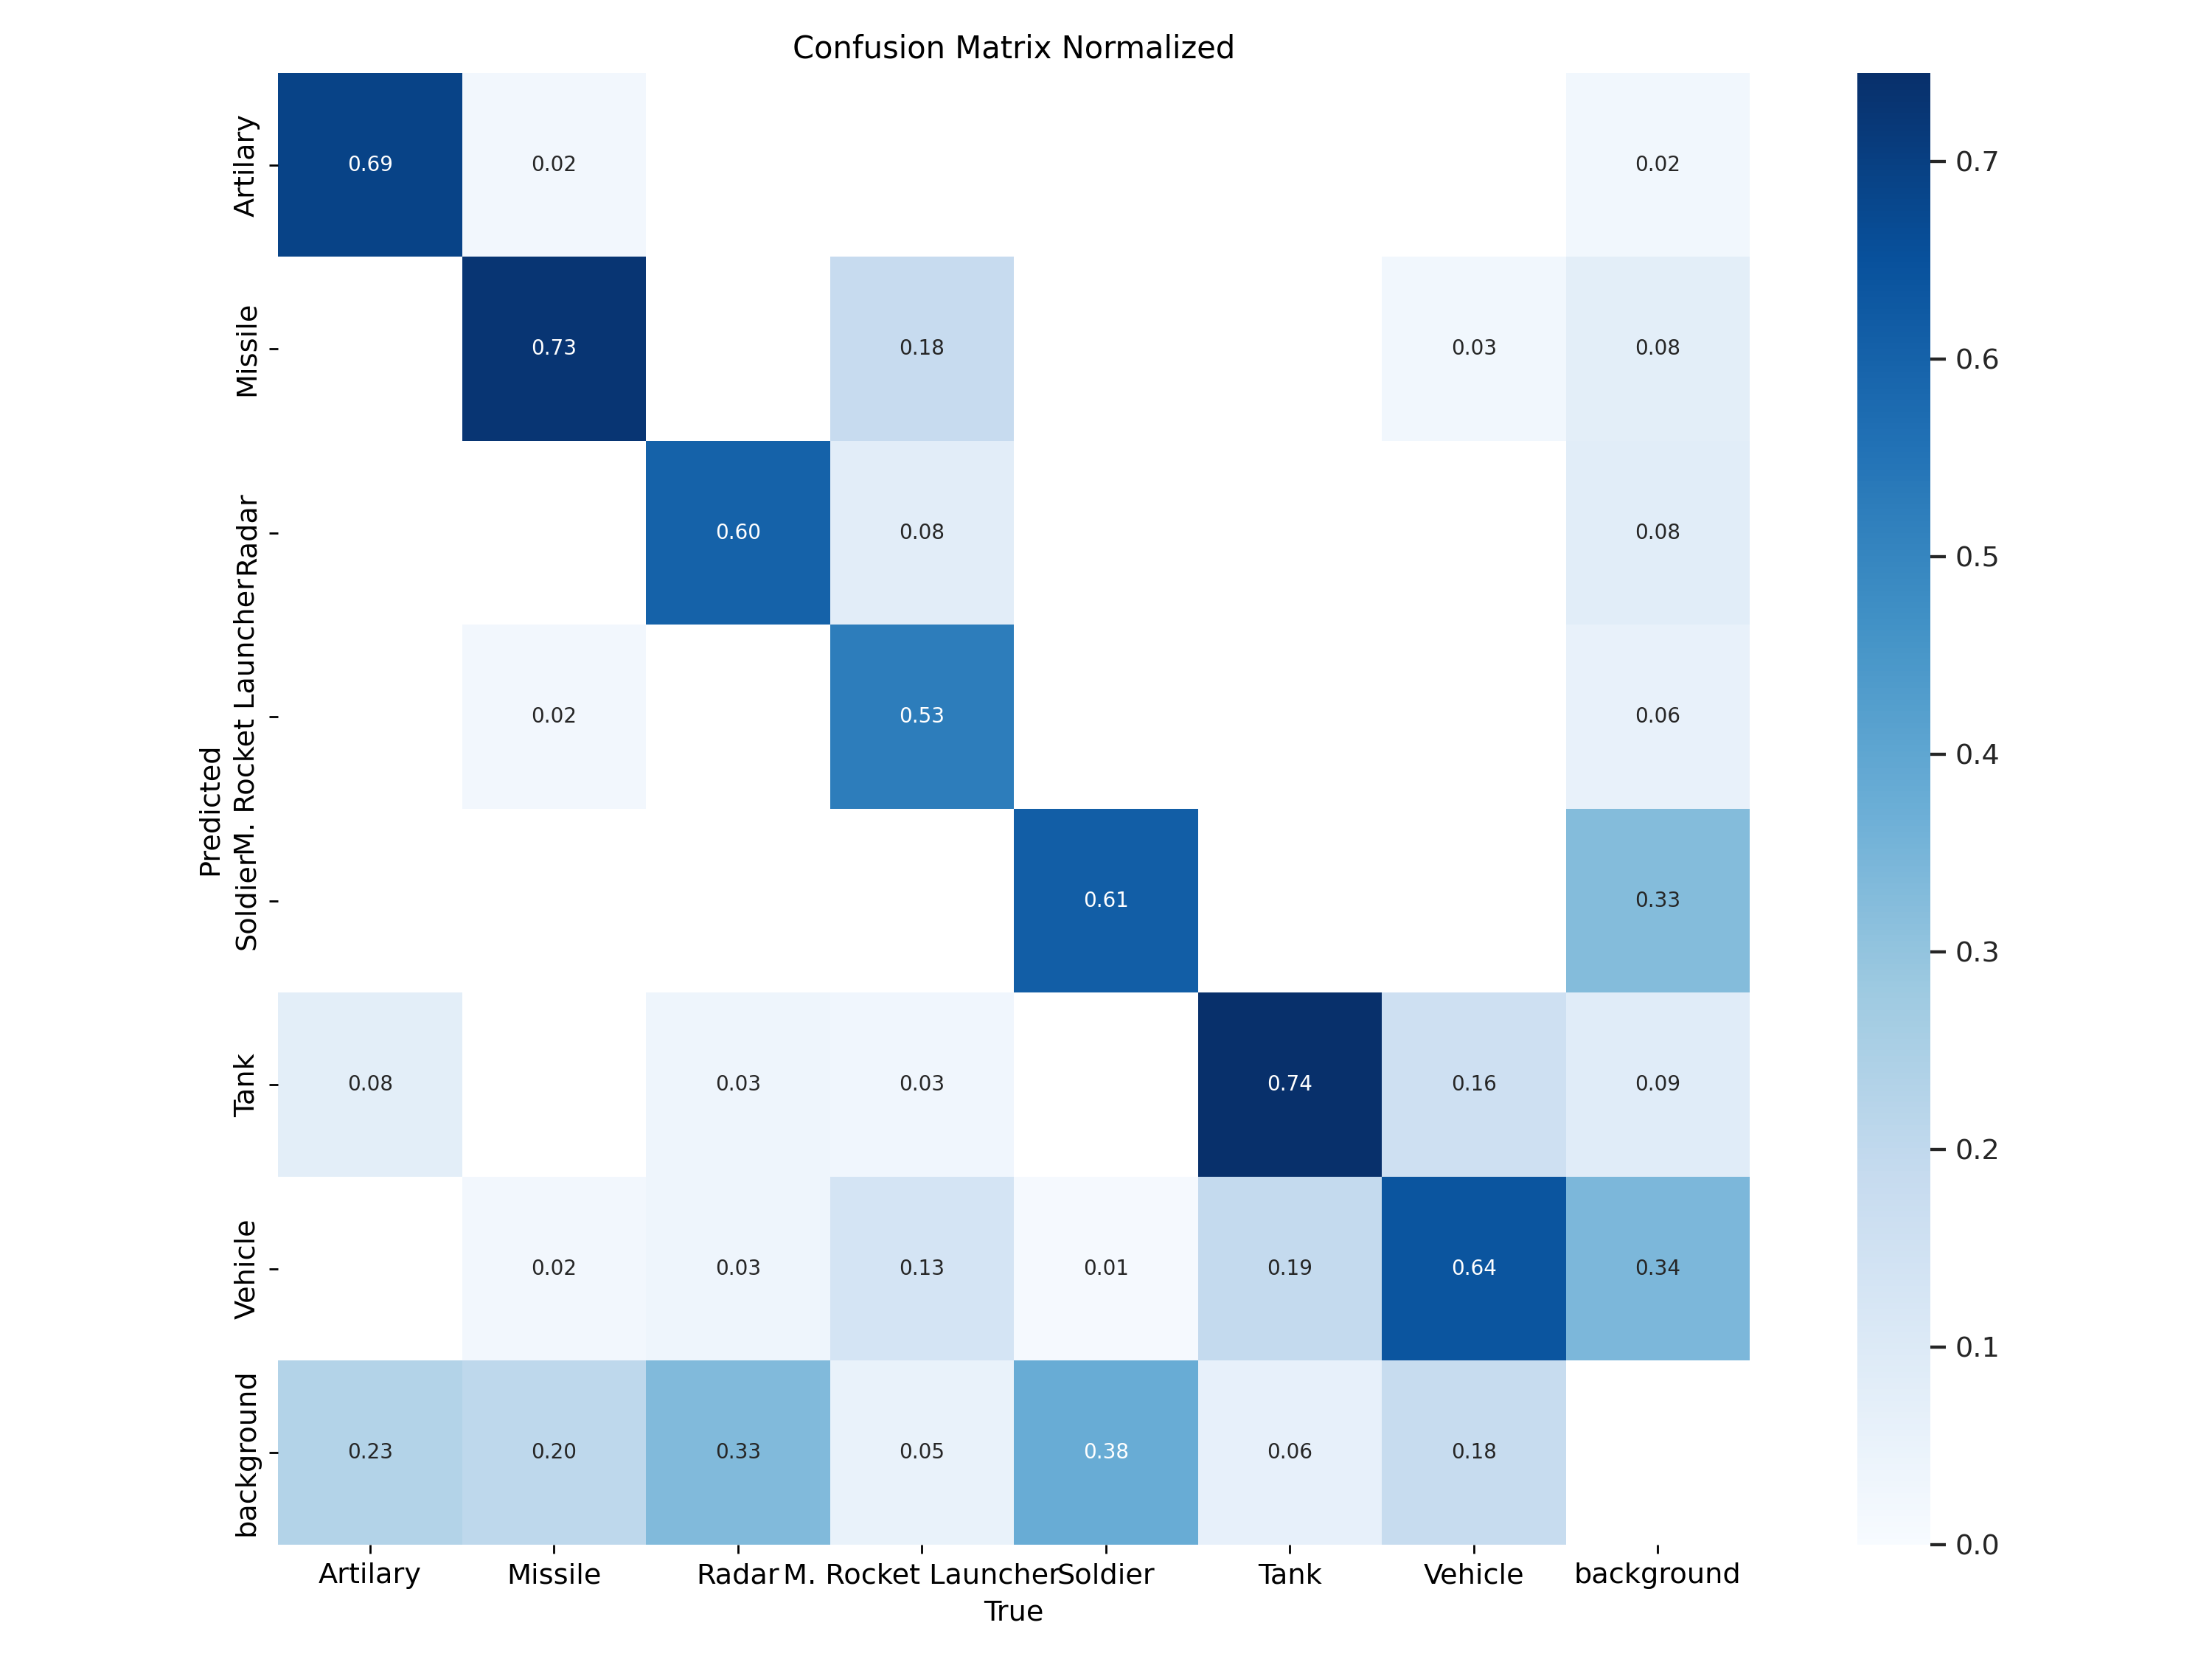 Confusion Matrix Normalized
Artilary 0.69 0.02 0.02
Missile 0.73 0.18 0.03 0.08
Radar 0.60 0.08 0.08
M. Rocket Launcher 0.02 0.53 0.06
Soldier 0.61 0.33
Tank 0.08 0.03 0.03 0.74 0.16 0.09
Vehicle 0.02 0.03 0.13 0.01 0.19 0.64 0.34
background 0.23 0.20 0.33 0.05 0.38 0.06 0.18
Predicted
Artilary Missile Radar M. Rocket Launcher Soldier Tank Vehicle background
True
0.7
0.6
0.5
0.4
0.3
0.2
0.1
0.0